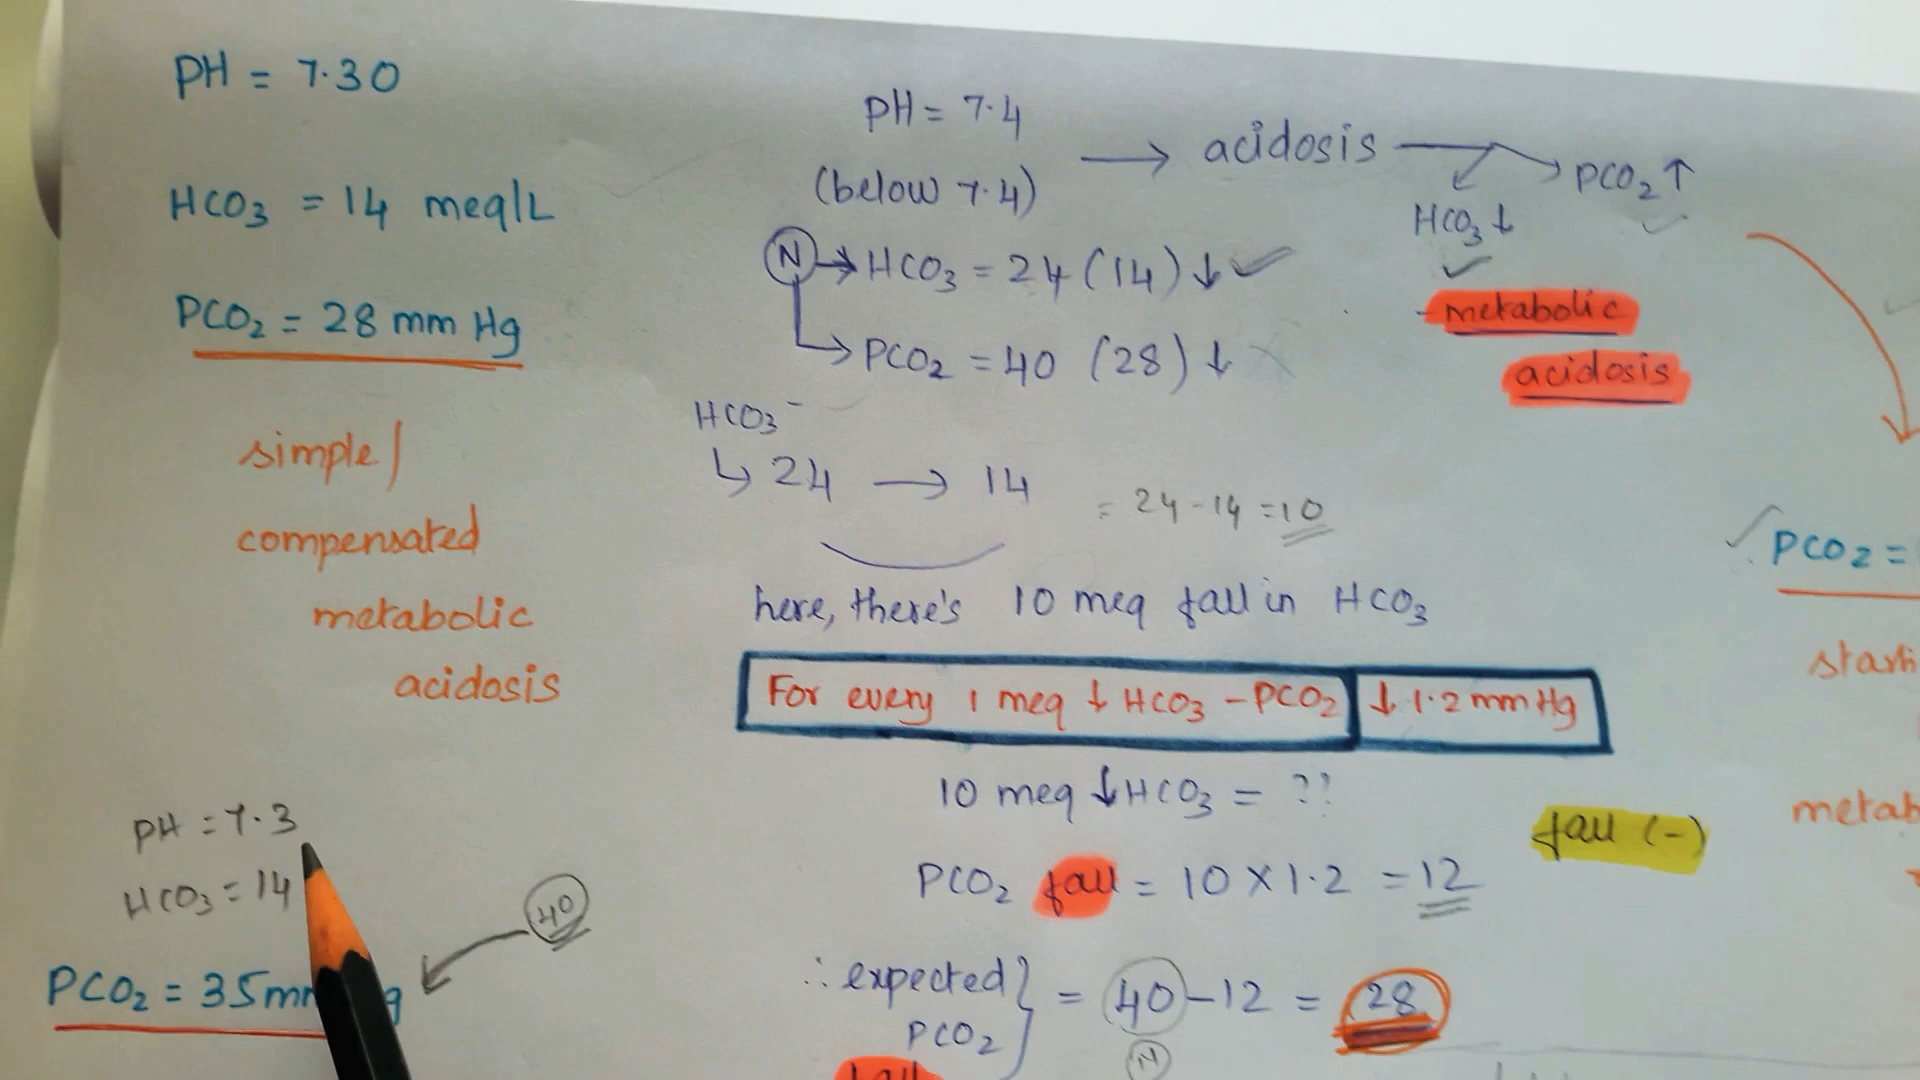 PH = 7.30
HCO3 = 14 meq/L
PCO2 = 28 mm Hg
simple/
compensated
metabolic
acidosis
PH = 7.3
HCO3 = 14
40
PCO2 = 35
PH = 7.4
(below 7.4)
→ acidosis → PCO2 ↑
HCO3 ↓
N → HCO3 = 24 (14) ↓ ✓
→ PCO2 = 40 (28) ↓
- metabolic
acidosis
HCO3⁻
↳ 24 → 14 = 24-14 = 10
here, there's 10 meq fall in HCO3
For every 1 meq ↓ HCO3 - PCO2 ↓ 1.2 mm Hg
10 meq ↓ HCO3 = ??
fall (-)
PCO2 fall = 10 X 1.2 = 12
∴ expected PCO2 } = 40 - 12 = 28
N
PCO2 =